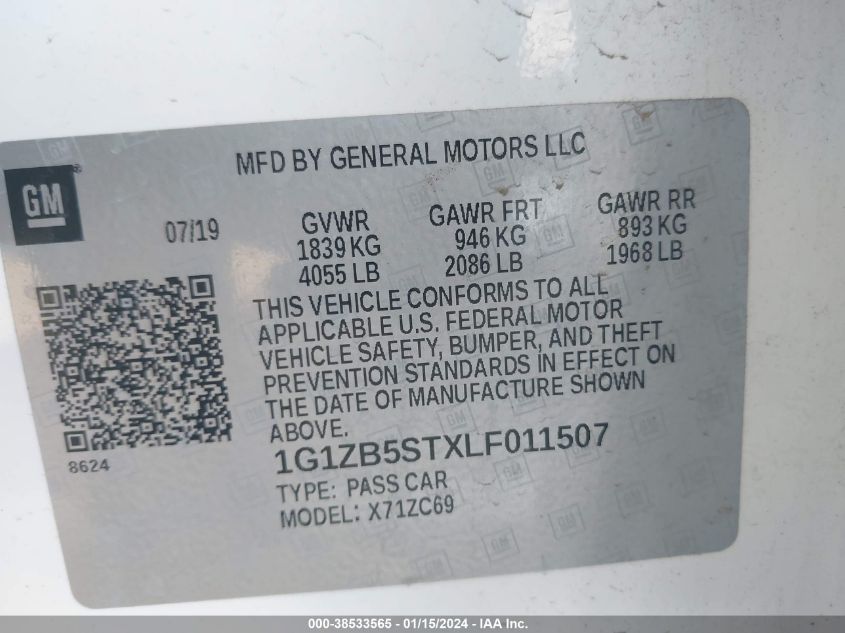 MFD BY GENERAL MOTORS LLC
GM
07/19
GVWR
1839 KG
4055 LB
GAWR FRT
946 KG
2086 LB
GAWR RR
893 KG
1968 LB
THIS VEHICLE CONFORMS TO ALL
APPLICABLE U.S. FEDERAL MOTOR
VEHICLE SAFETY, BUMPER, AND THEFT
PREVENTION STANDARDS IN EFFECT ON
THE DATE OF MANUFACTURE SHOWN
ABOVE.
8624
1G1ZB5STXLF011507
TYPE: PASS CAR
MODEL: X71ZC69
000-38533565 - 01/15/2024 - IAA Inc.